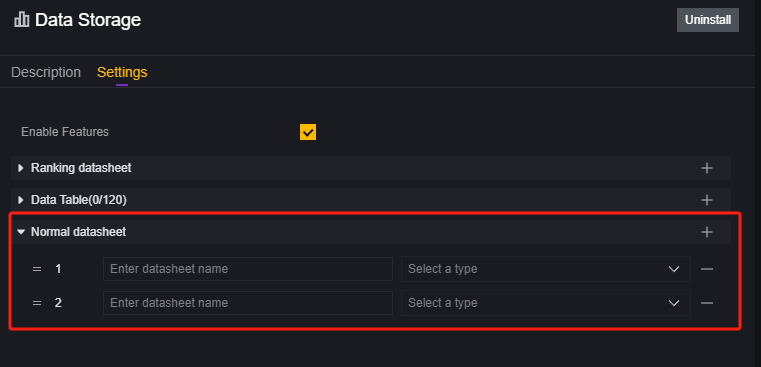 Data Storage
Uninstall
Description Settings
Enable Features
Ranking datasheet
Data Table(0/120)
Normal datasheet
1 Enter datasheet name Select a type
2 Enter datasheet name Select a type